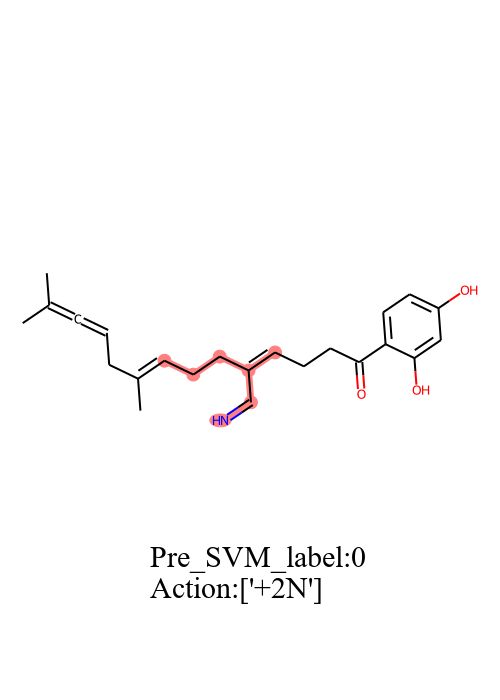 OH
C
HN
O
OH
Pre_SVM_label:0
Action:['+2N']